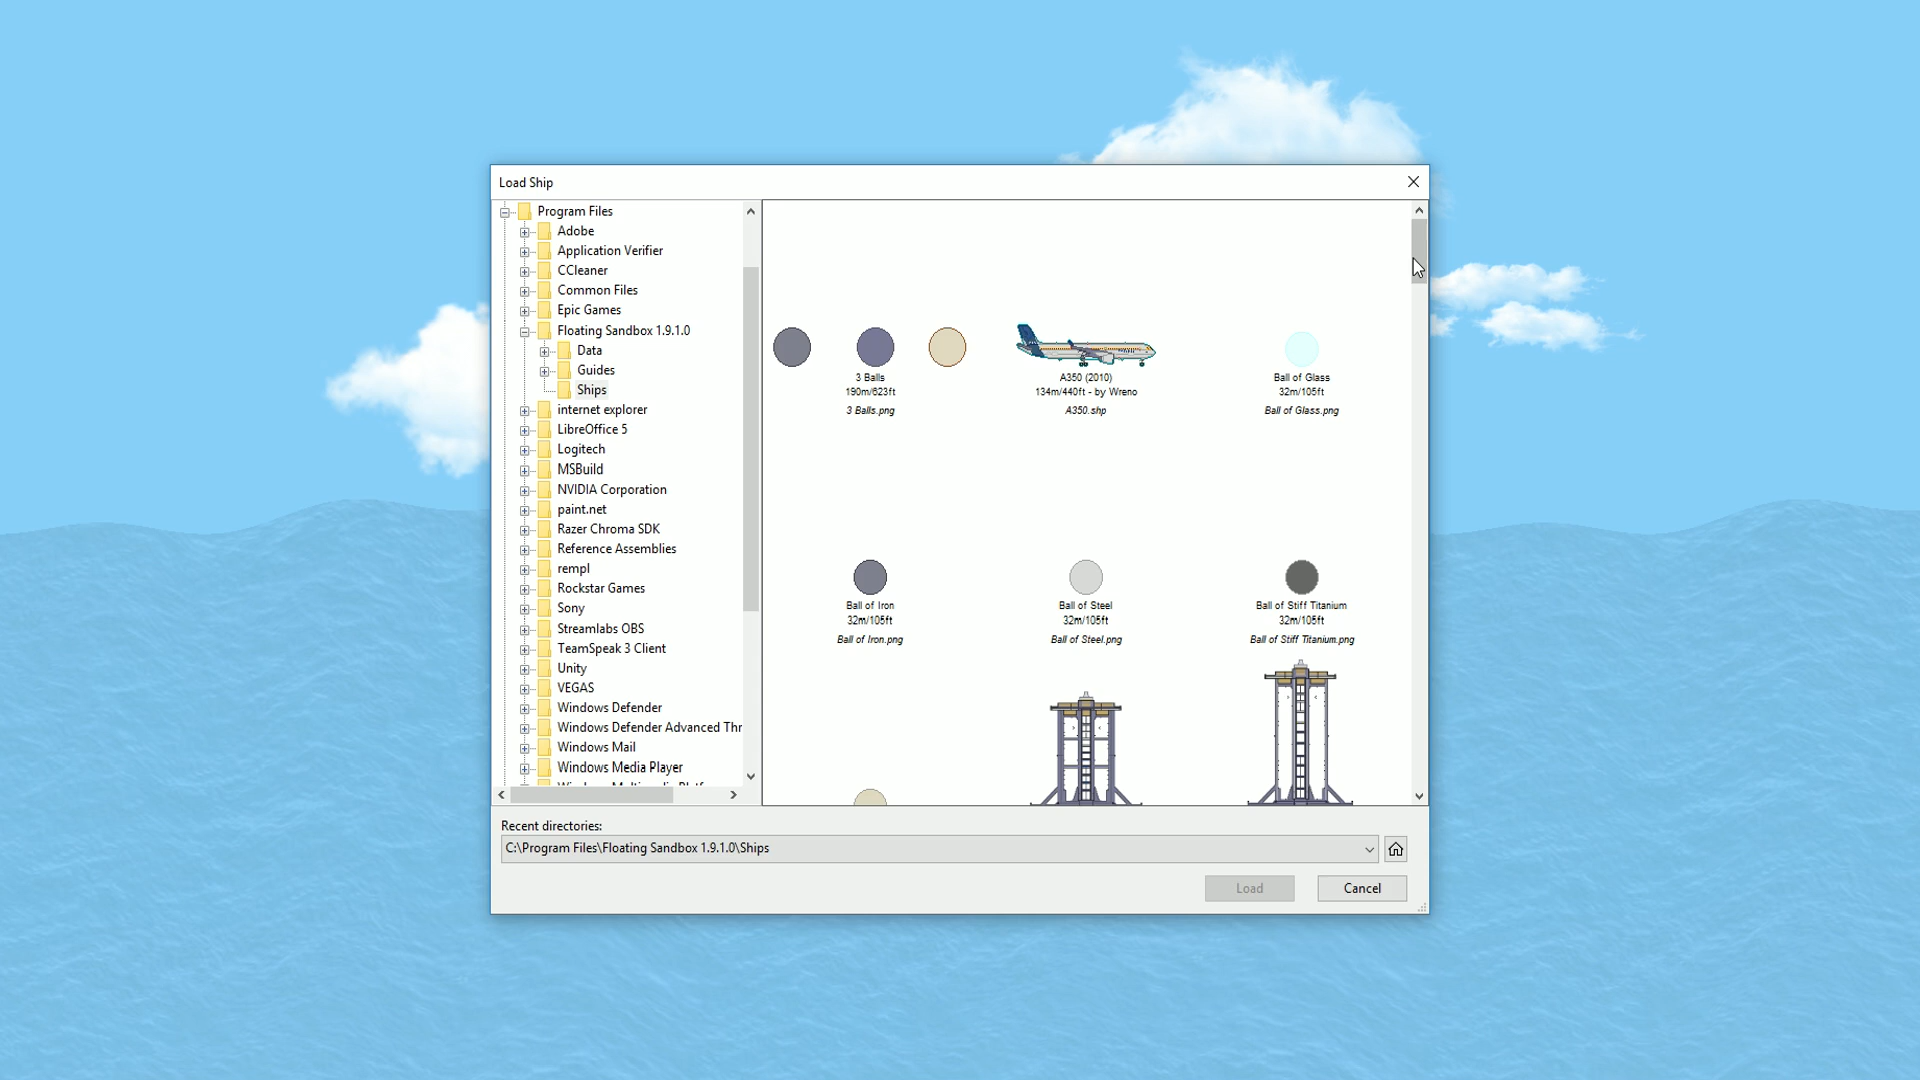 Load Ship
Program Files
Adobe
Application Verifier
CCleaner
Common Files
Epic Games
Floating Sandbox 1.9.1.0
Data
Guides
Ships
internet explorer
LibreOffice 5
Logitech
MSBuild
NVIDIA Corporation
paint.net
Razer Chroma SDK
Reference Assemblies
rempl
Rockstar Games
Sony
Streamlabs OBS
TeamSpeak 3 Client
Unity
VEGAS
Windows Defender
Windows Defender Advanced Thr
Windows Mail
Windows Media Player
3 Balls
190m/623ft
3 Balls.png
A350 (2010)
134m/440ft - by Wreno
A350.shp
Ball of Glass
32m/105ft
Ball of Glass.png
Ball of Iron
32m/105ft
Ball of Iron.png
Ball of Steel
32m/105ft
Ball of Steel.png
Ball of Stiff Titanium
32m/105ft
Ball of Stiff Titanium.png
Recent directories:
C:\Program Files\Floating Sandbox 1.9.1.0\Ships
Load
Cancel